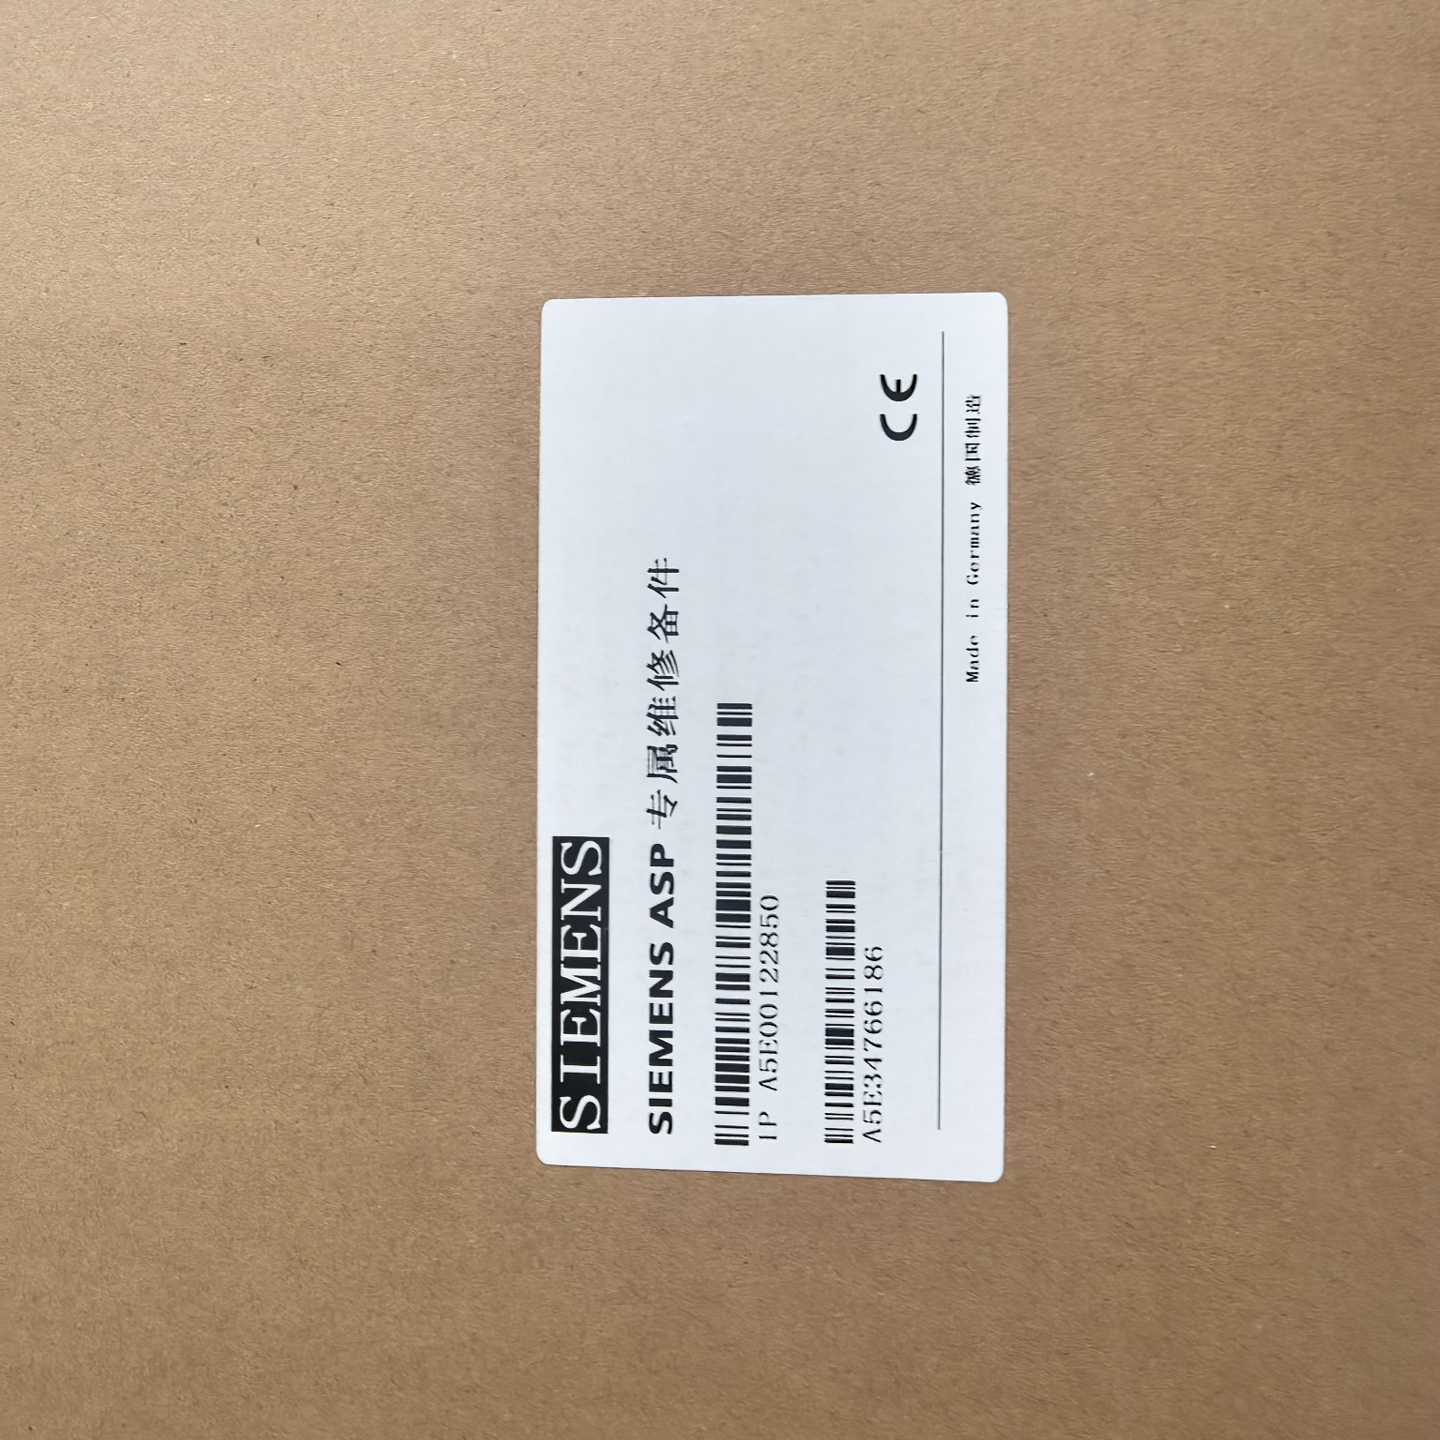 SIEMENS
SIEMENS ASP 专属维修备件
1P A5E00122850
A5E34766186
CE
Made in Germany 德国制造